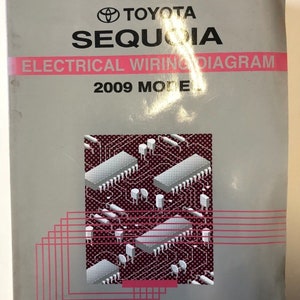 TOYOTA
SEQUOIA
ELECTRICAL WIRING DIAGRAM
2009 MODEL